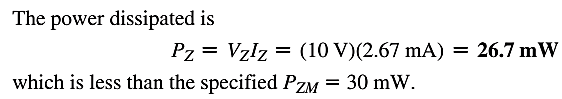 The power dissipated is
P_Z = V_Z I_Z = (10 V)(2.67 mA) = 26.7 mW
which is less than the specified P_ZM = 30 mW.